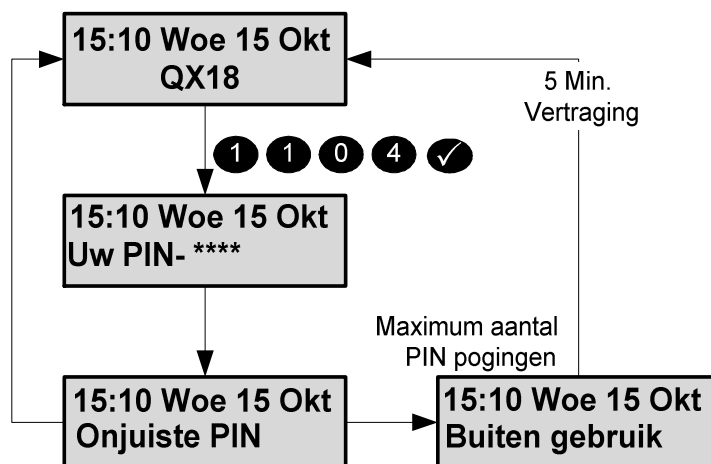 15:10 Woe 15 Okt
QX18
5 Min.
Vertraging
1 1 0 4 ✓
15:10 Woe 15 Okt
Uw PIN- ****
Maximum aantal
PIN pogingen
15:10 Woe 15 Okt
Onjuiste PIN
15:10 Woe 15 Okt
Buiten gebruik